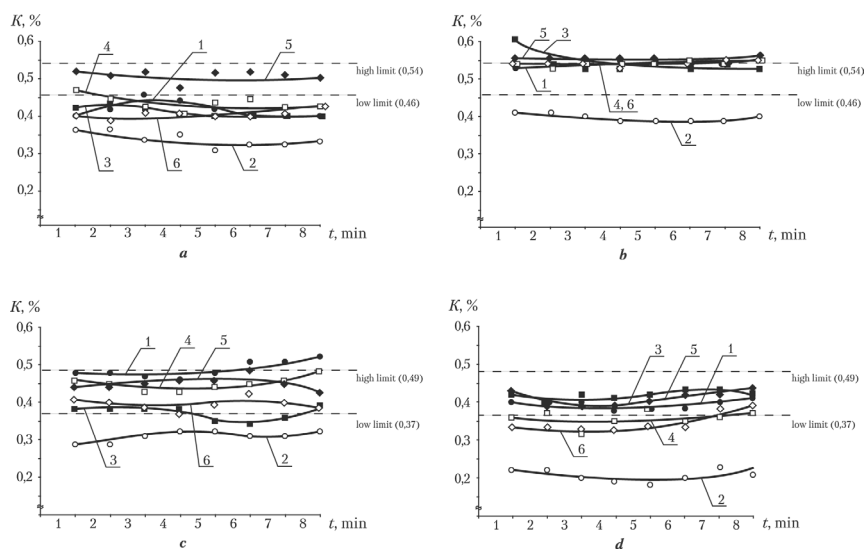 K, %
0,6
0,5
0,4
0,3
0,2
≈
4
1
5
3
6
2
high limit (0,54)
low limit (0,46)
1 2 3 4 5 6 7 8 t, min
a
K, %
0,6
0,5
0,4
0,3
0,2
≈
5
3
1
4, 6
2
high limit (0,54)
low limit (0,46)
1 2 3 4 5 6 7 8 t, min
b
K, %
0,6
0,5
0,4
0,3
0,2
≈
1
4
5
3
6
2
high limit (0,49)
low limit (0,37)
1 2 3 4 5 6 7 8 t, min
c
K, %
0,6
0,5
0,4
0,3
0,2
≈
3
5
1
6
4
2
high limit (0,49)
low limit (0,37)
1 2 3 4 5 6 7 8 t, min
d